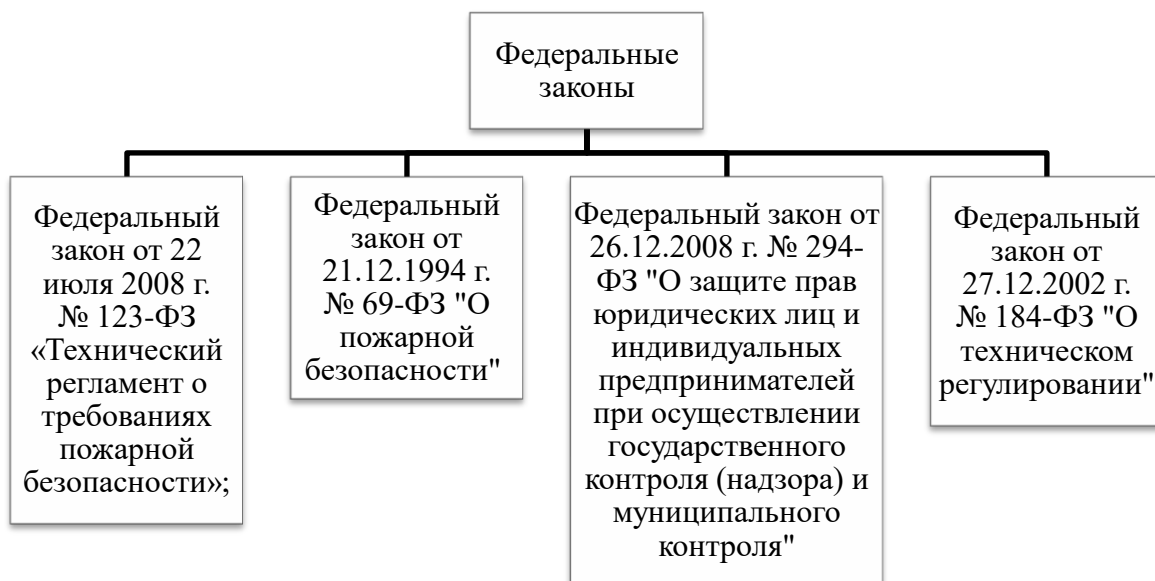 Федеральные
законы
Федеральный
закон от 22
июля 2008 г.
№ 123-ФЗ
«Технический
регламент о
требованиях
пожарной
безопасности»;
Федеральный
закон от
21.12.1994 г.
№ 69-ФЗ "О
пожарной
безопасности"
Федеральный закон от
26.12.2008 г. № 294-
ФЗ "О защите прав
юридических лиц и
индивидуальных
предпринимателей
при осуществлении
государственного
контроля (надзора) и
муниципального
контроля"
Федеральный
закон от
27.12.2002 г.
№ 184-ФЗ "О
техническом
регулировании"